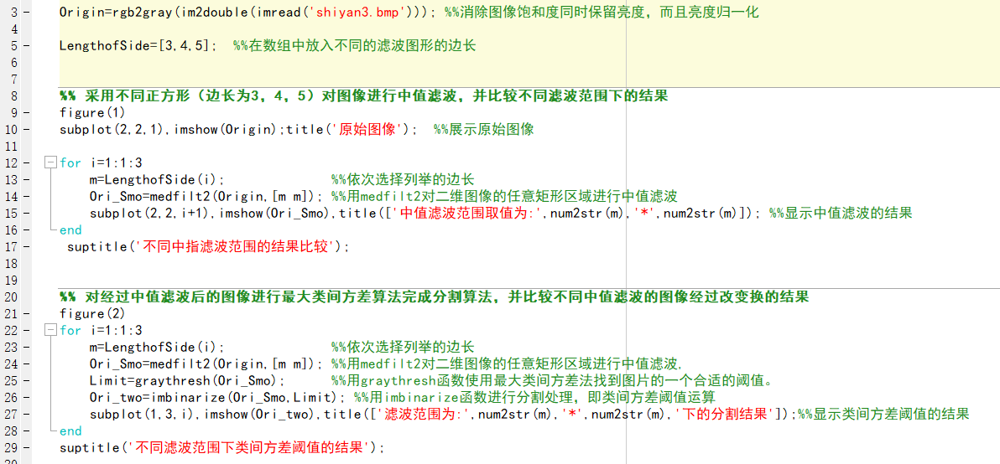 3 - Origin=rgb2gray(im2double(imread('shiyan3.bmp'))); %%消除图像饱和度同时保留亮度，而且亮度归一化
4
5 - LengthofSide=[3,4,5]; %%在数组中放入不同的滤波图形的边长
6
7
8 %% 采用不同正方形（边长为3，4，5）对图像进行中值滤波，并比较不同滤波范围下的结果
9 - figure(1)
10 - subplot(2,2,1),imshow(Origin);title('原始图像'); %%展示原始图像
11
12 - for i=1:1:3
13 - m=LengthofSide(i); %%依次选择列举的边长
14 - Ori_Smo=medfilt2(Origin,[m m]); %%用medfilt2对二维图像的任意矩形区域进行中值滤波
15 - subplot(2,2,i+1),imshow(Ori_Smo),title(['中值滤波范围取值为:',num2str(m),'*',num2str(m)]); %%显示中值滤波的结果
16 - end
17 - suptitle('不同中指滤波范围的结果比较');
18
19
20 %% 对经过中值滤波后的图像进行最大类间方差算法完成分割算法，并比较不同中值滤波的图像经过改变换的结果
21 - figure(2)
22 - for i=1:1:3
23 - m=LengthofSide(i); %%依次选择列举的边长
24 - Ori_Smo=medfilt2(Origin,[m m]); %%用medfilt2对二维图像的任意矩形区域进行中值滤波,
25 - Limit=graythresh(Ori_Smo); %%用graythresh函数使用最大类间方差法找到图片的一个合适的阈值。
26 - Ori_two=imbinarize(Ori_Smo,Limit); %%用imbinarize函数进行分割处理，即类间方差阈值运算
27 - subplot(1,3,i),imshow(Ori_two),title(['滤波范围为:',num2str(m),'*',num2str(m),'下的分割结果']);%%显示类间方差阈值的结果
28 - end
29 - suptitle('不同滤波范围下类间方差阈值的结果');